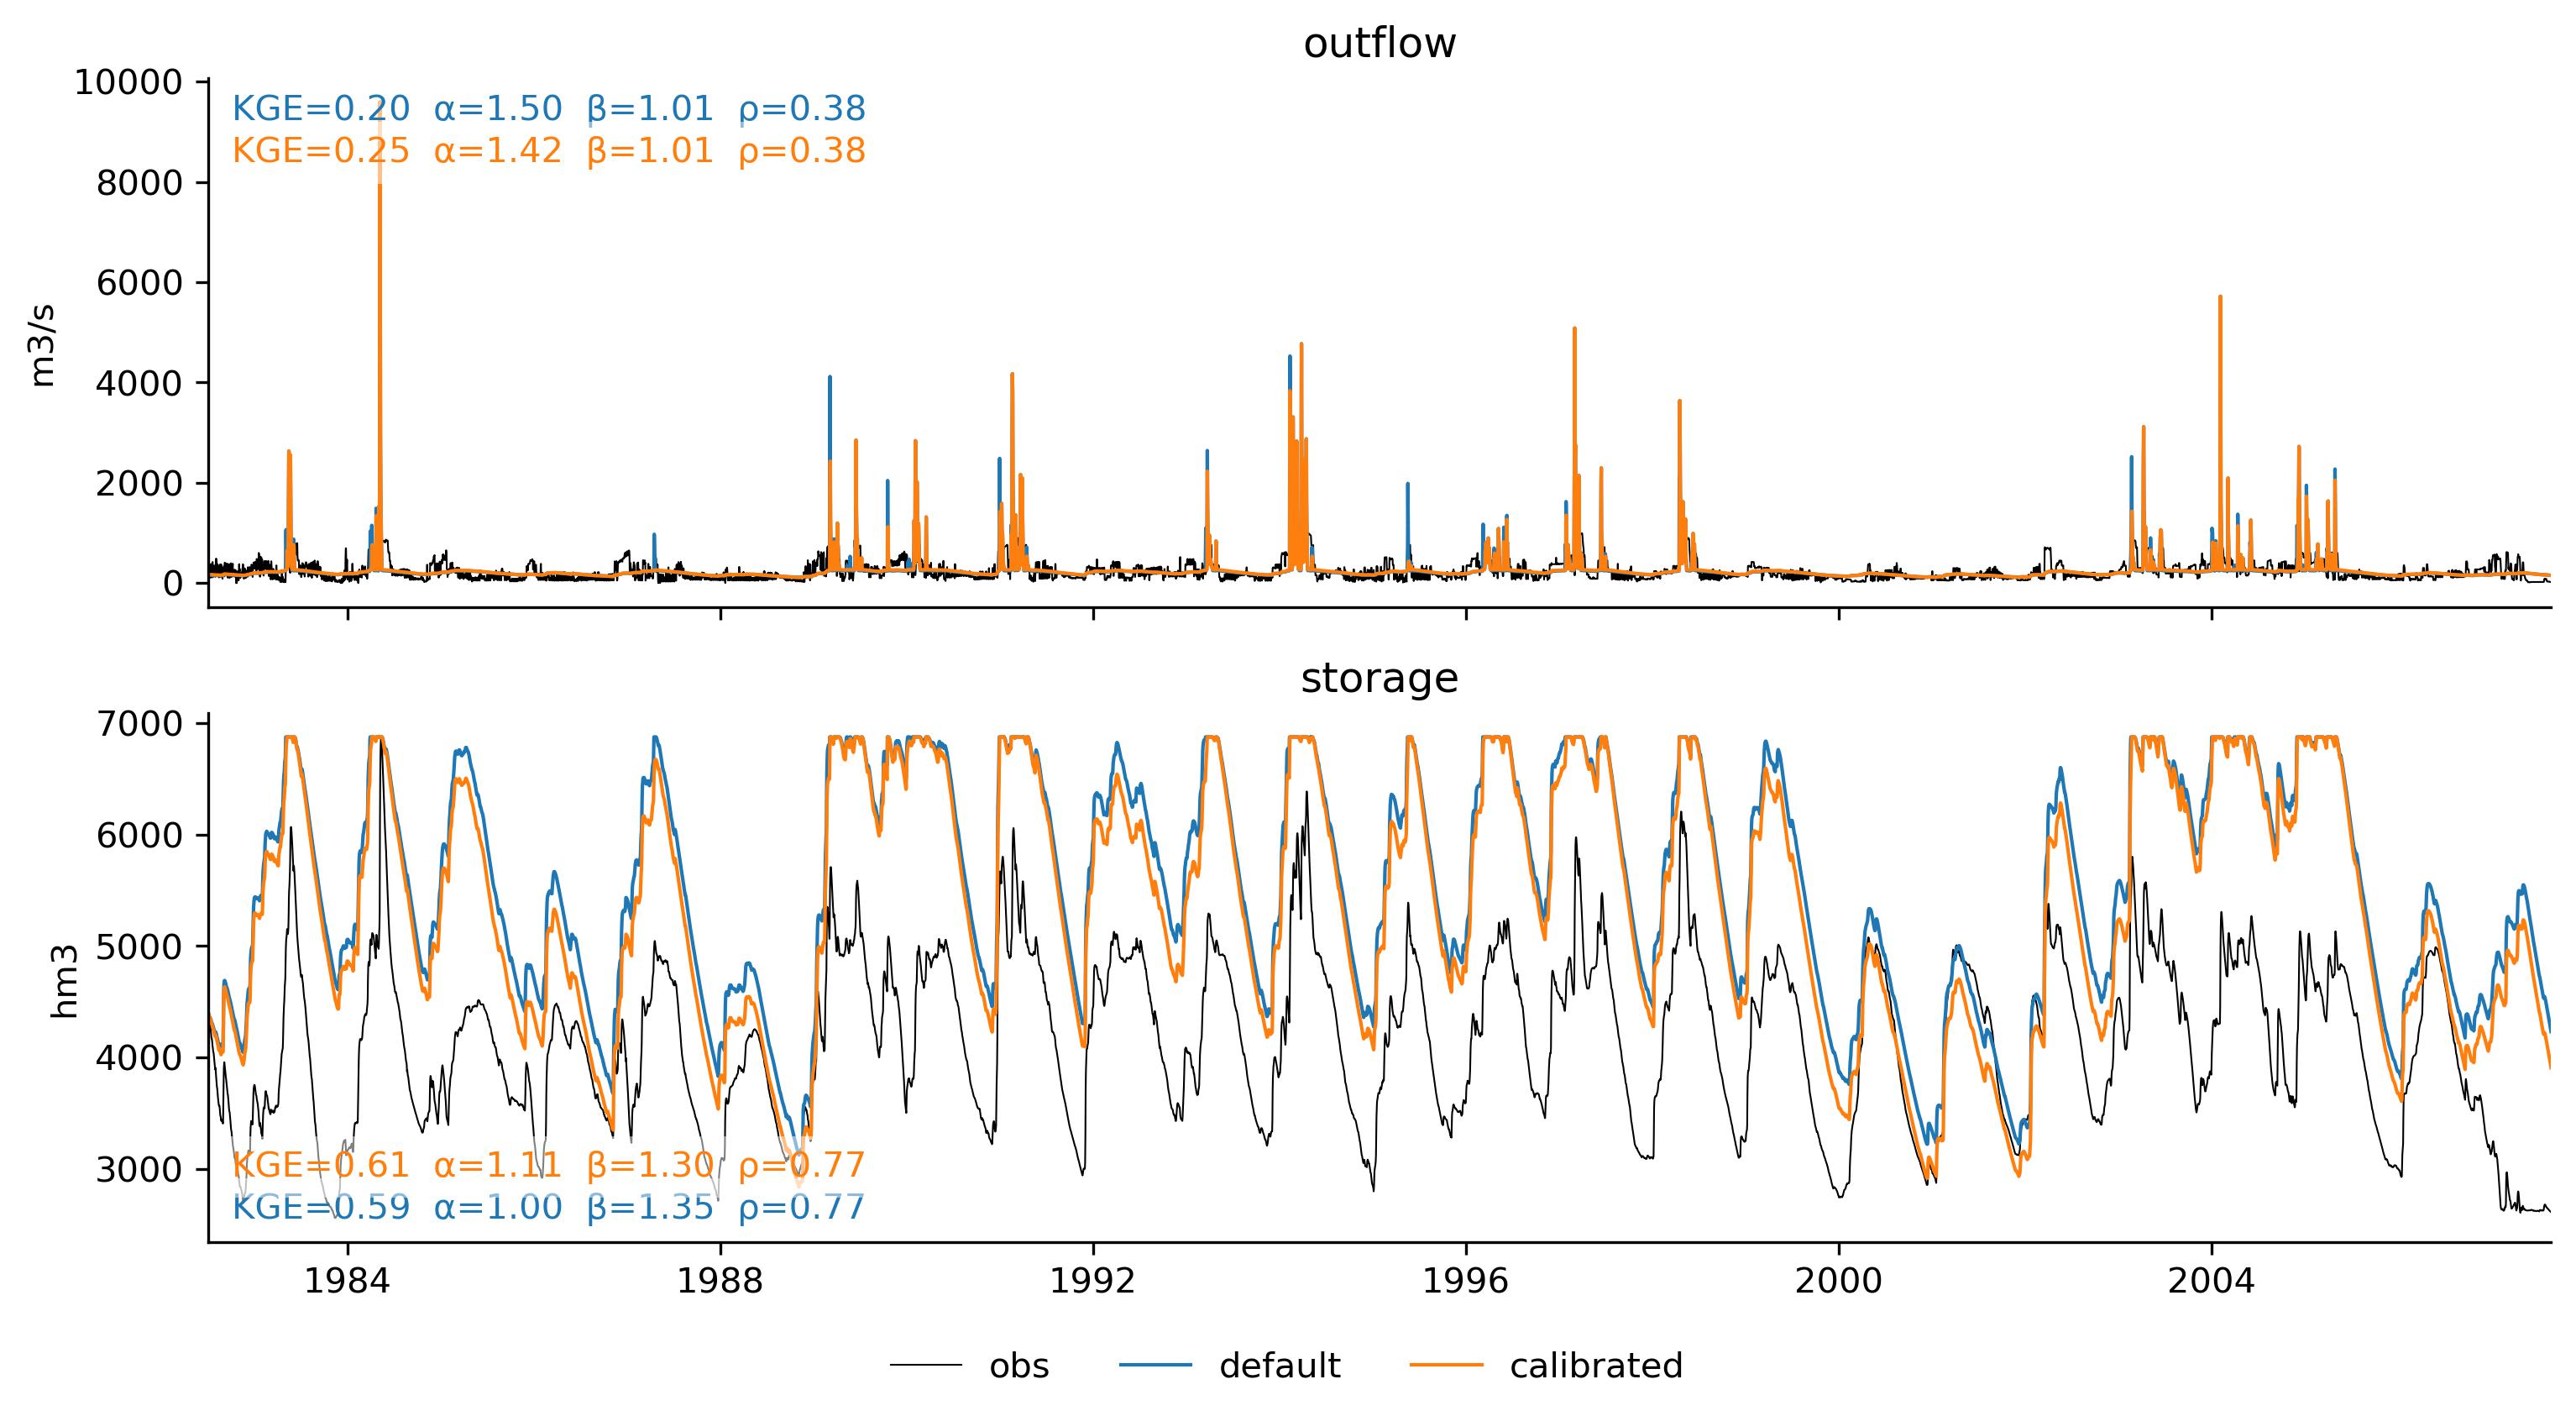 outflow
10000
KGE=0.20 α=1.50 β=1.01 ρ=0.38
KGE=0.25 α=1.42 β=1.01 ρ=0.38
8000
6000
m3/s
4000
2000
0
storage
7000
6000
5000
hm3
4000
3000
KGE=0.61 α=1.11 β=1.30 ρ=0.77
KGE=0.59 α=1.00 β=1.35 ρ=0.77
1984 1988 1992 1996 2000 2004
obs default calibrated